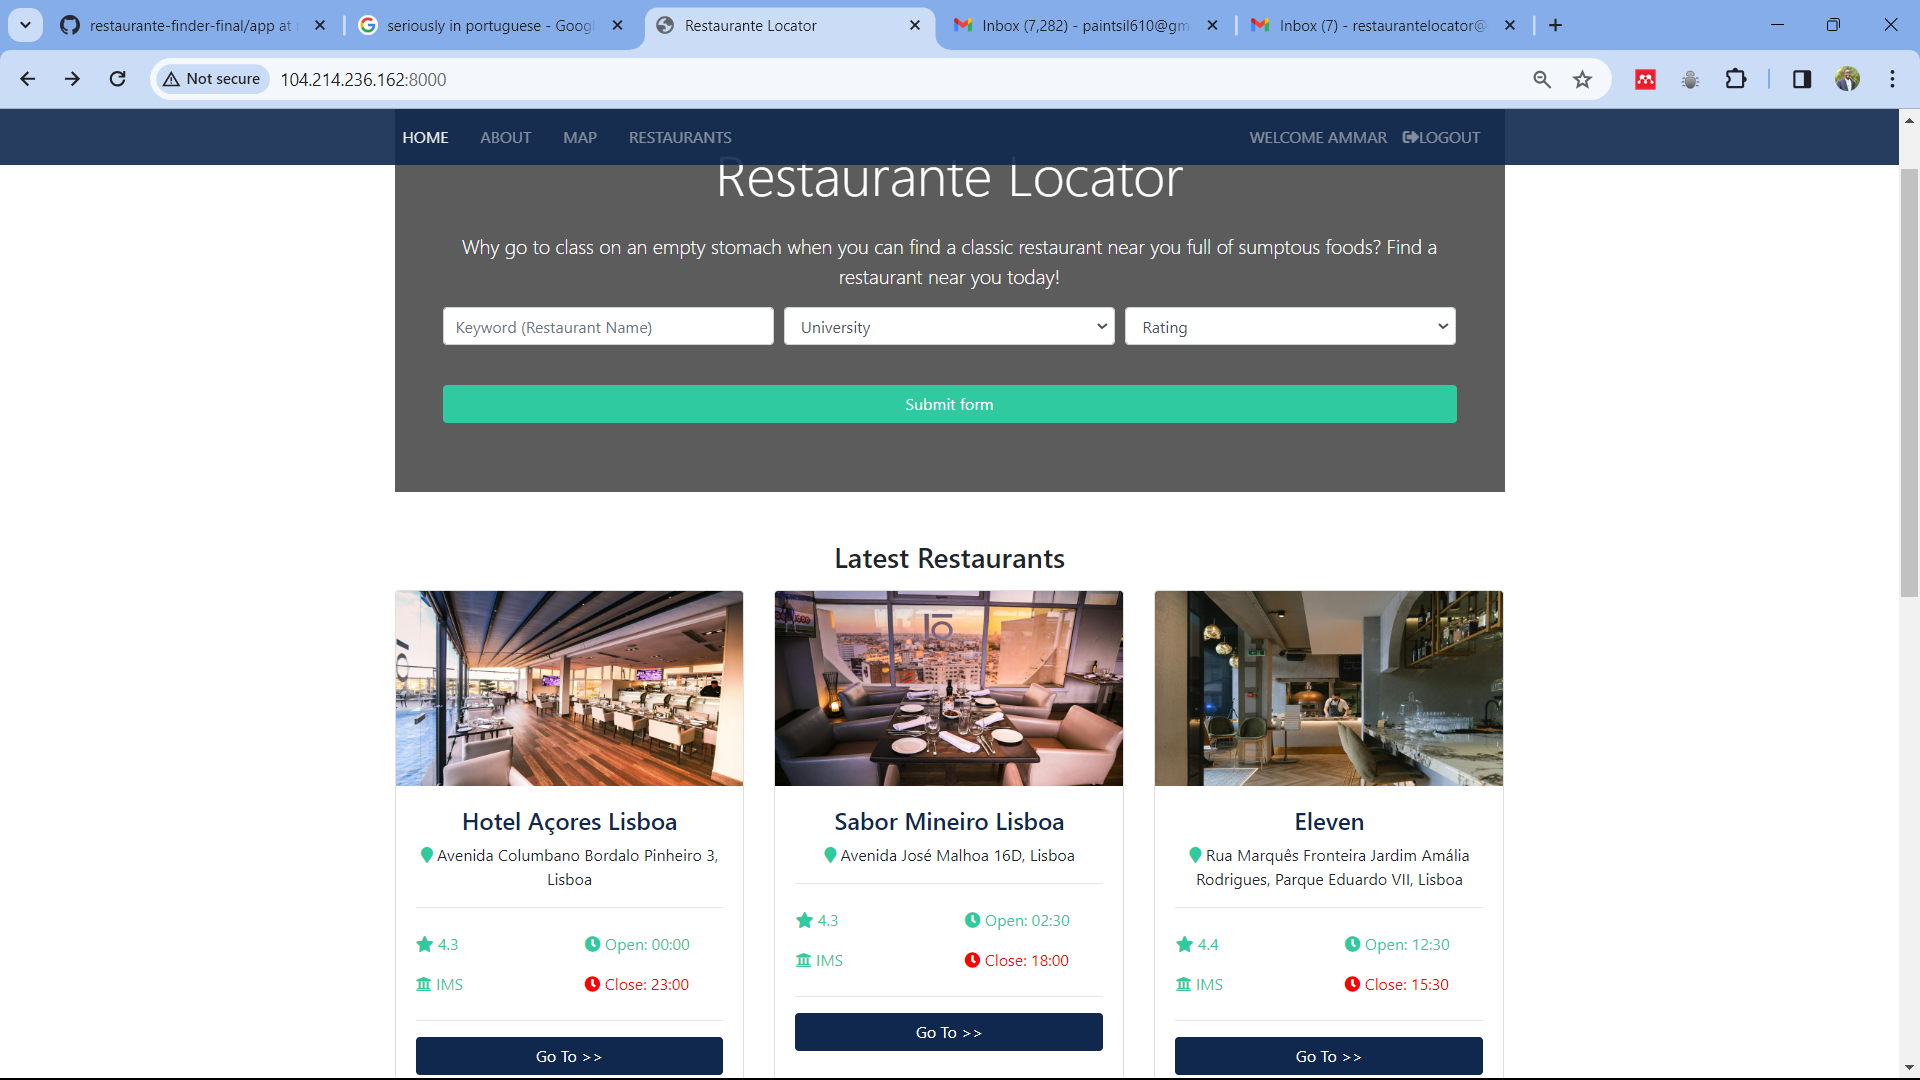 restaurante-finder-final/app at
seriously in portuguese - Goog
Restaurante Locator
Inbox (7,282) - paintsil610@gm
Inbox (7) - restaurantelocator@
Not secure
104.214.236.162:8000
HOME
ABOUT
MAP
RESTAURANTS
WELCOME AMMAR
LOGOUT
Restaurante Locator
Why go to class on an empty stomach when you can find a classic restaurant near you full of sumptous foods? Find a
restaurant near you today!
Keyword (Restaurant Name)
University
Rating
Submit form
Latest Restaurants
Hotel Açores Lisboa
Avenida Columbano Bordalo Pinheiro 3,
Lisboa
4.3
Open: 00:00
IMS
Close: 23:00
Go To >>
Sabor Mineiro Lisboa
Avenida José Malhoa 16D, Lisboa
4.3
Open: 02:30
IMS
Close: 18:00
Go To >>
Eleven
Rua Marquês Fronteira Jardim Amália
Rodrigues, Parque Eduardo VII, Lisboa
4.4
Open: 12:30
IMS
Close: 15:30
Go To >>